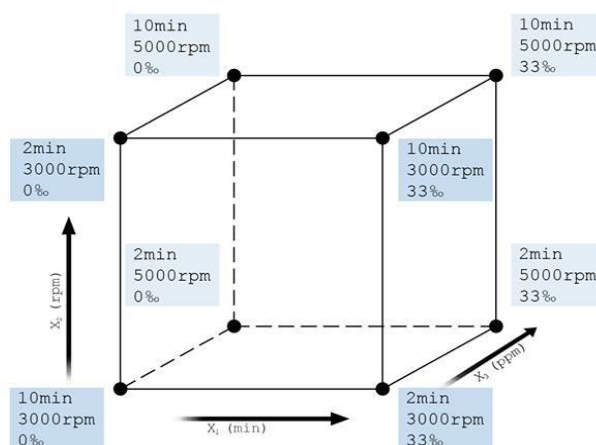 10min
5000rpm
0‰
10min
5000rpm
33‰
2min
3000rpm
0‰
10min
3000rpm
33‰
2min
5000rpm
0‰
2min
5000rpm
33‰
X₂ (rpm)
X₃ (ppm)
10min
3000rpm
0‰
X₁ (min)
2min
3000rpm
33‰